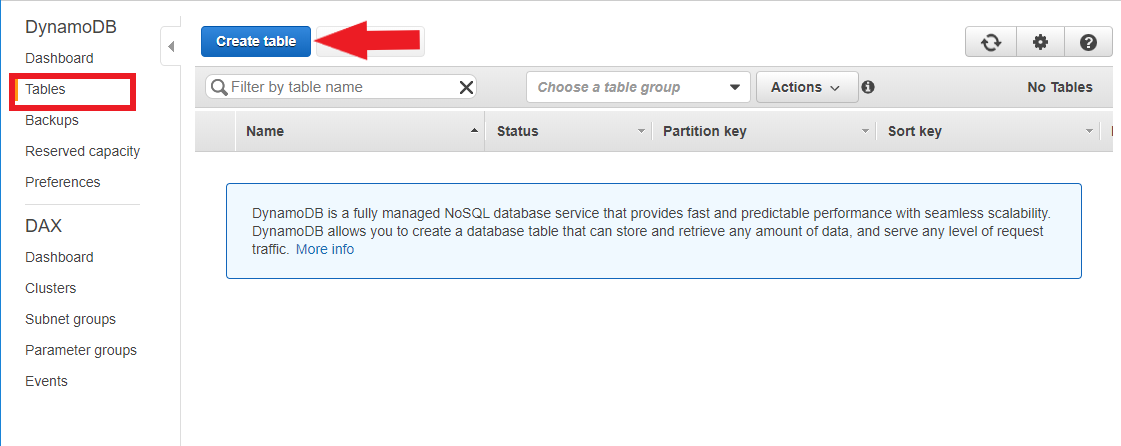 DynamoDB
Dashboard
Tables
Backups
Reserved capacity
Preferences
DAX
Dashboard
Clusters
Subnet groups
Parameter groups
Events
Create table
Filter by table name
Choose a table group
Actions
No Tables
Name
Status
Partition key
Sort key
DynamoDB is a fully managed NoSQL database service that provides fast and predictable performance with seamless scalability.
DynamoDB allows you to create a database table that can store and retrieve any amount of data, and serve any level of request
traffic. More info